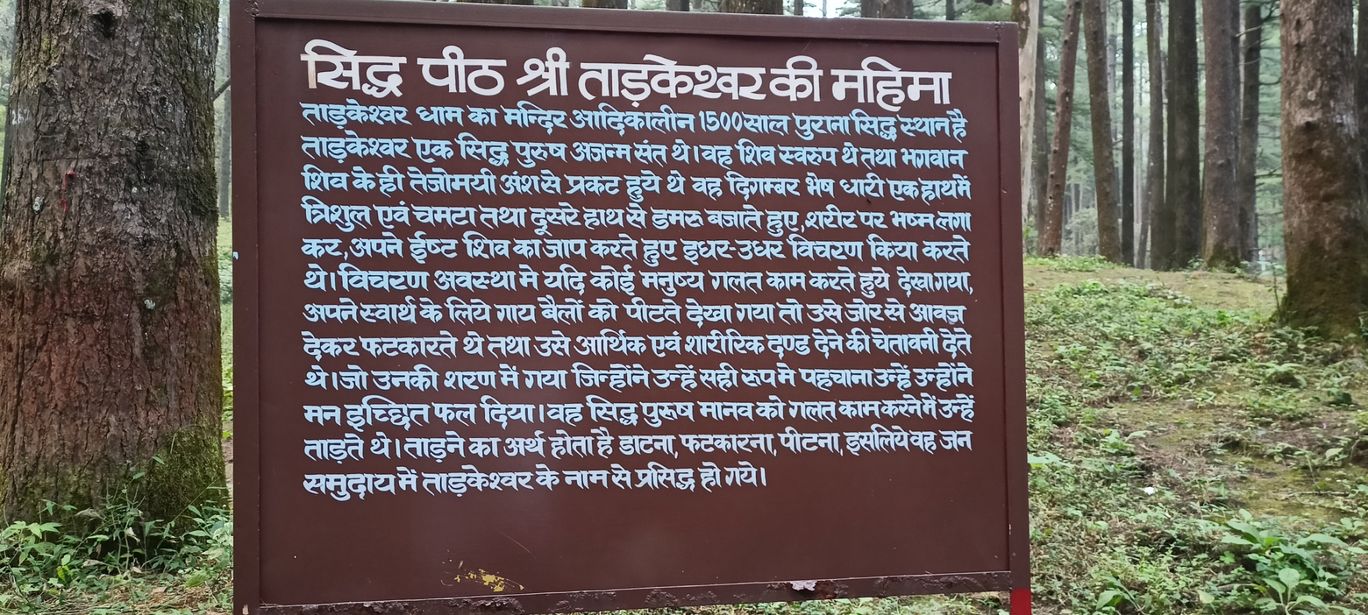 सिद्ध पीठ श्री ताड़केश्वर की महिमा
ताड़केश्वर धाम का मन्दिर आदिकालीन 1500 साल पुराना सिद्ध स्थान है
ताड़केश्वर एक सिद्ध पुरुष अजन्म संत थे। वह शिव स्वरुप थे तथा भगवान
शिव के ही तेजोमयी अंश से प्रकट हुये थे वह दिगम्बर भेष धारी एक हाथ में
त्रिशुल एवं चमटा तथा दूसरे हाथ से डमरु बजाते हुए, शरीर पर भष्म लगा
कर, अपने ईष्ट शिव का जाप करते हुए इधर-उधर विचरण किया करते
थे। विचरण अवस्था मे यदि कोई मनुष्य गलत काम करते हुये देखा गया,
अपने स्वार्थ के लिये गाय बैलों को पीटते देखा गया तो उसे जोर से आवज़
देकर फटकारते थे तथा उसे आर्थिक एवं शारीरिक दण्ड देने की चेतावनी देते
थे। जो उनकी शरण में गया जिन्होंने उन्हें सही रुप मे पहचाना उन्हें उन्होंने
मन इच्छित फल दिया। वह सिद्ध पुरूष मानव को गलत काम करने में उन्हें
ताड़ते थे। ताड़ने का अर्थ होता है डाटना, फटकारना, पीटना, इसलिये वह जन
समुदाय में ताड़केश्वर के नाम से प्रसिद्ध हो गये।